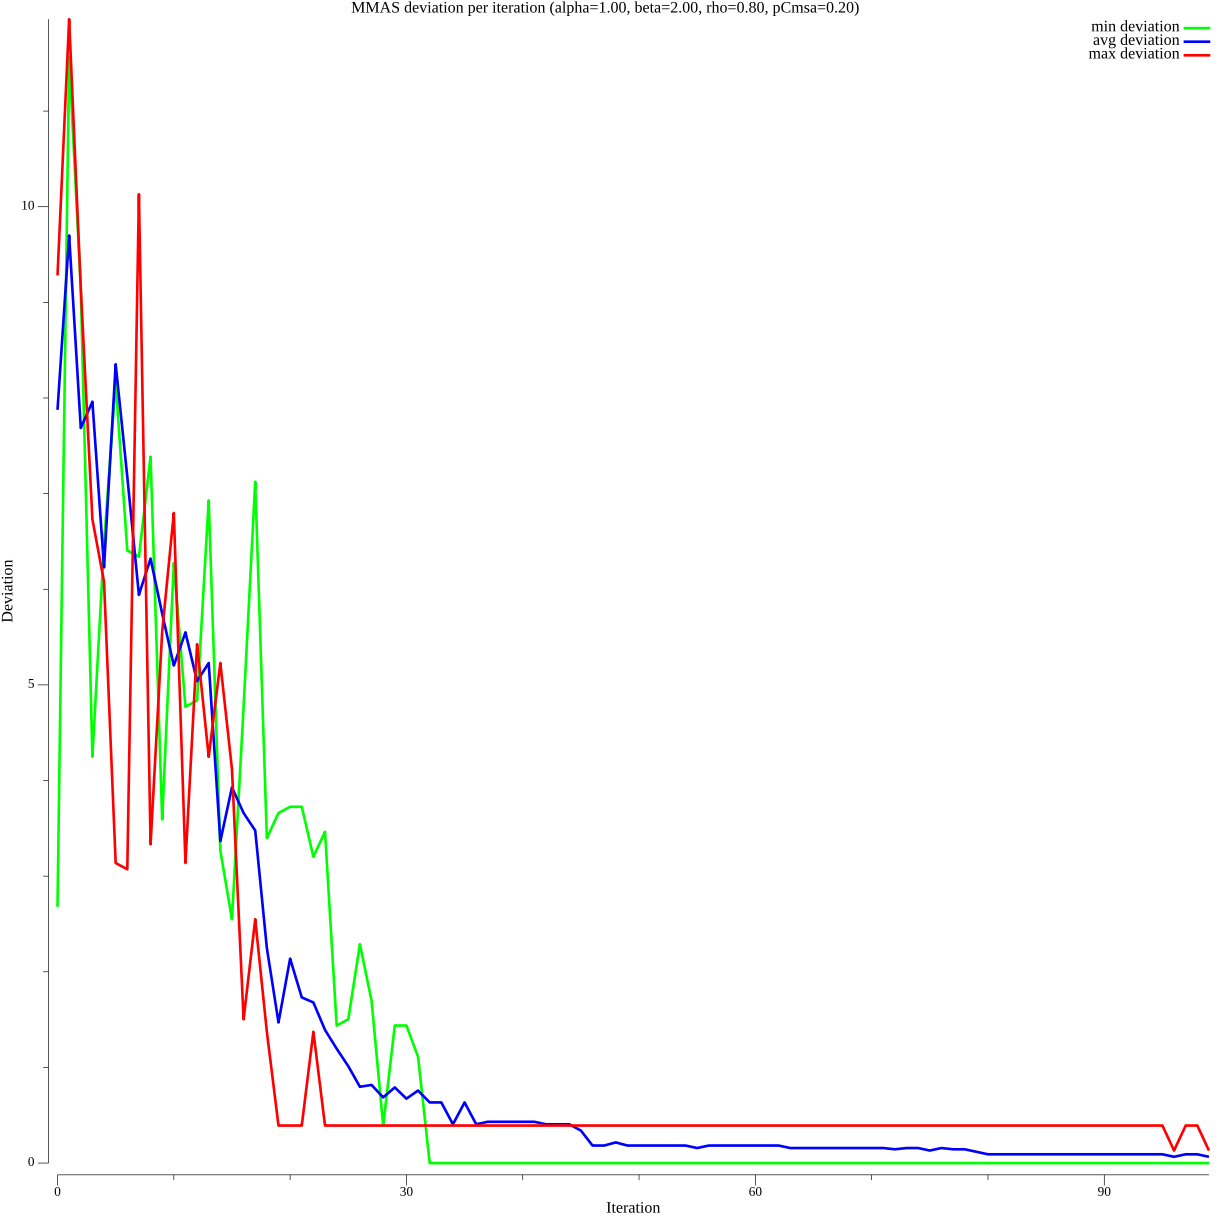 MMAS deviation per iteration (alpha=1.00, beta=2.00, rho=0.80, pCmsa=0.20)
min deviation
avg deviation
max deviation
10
5
0
Deviation
0 30 60 90
Iteration